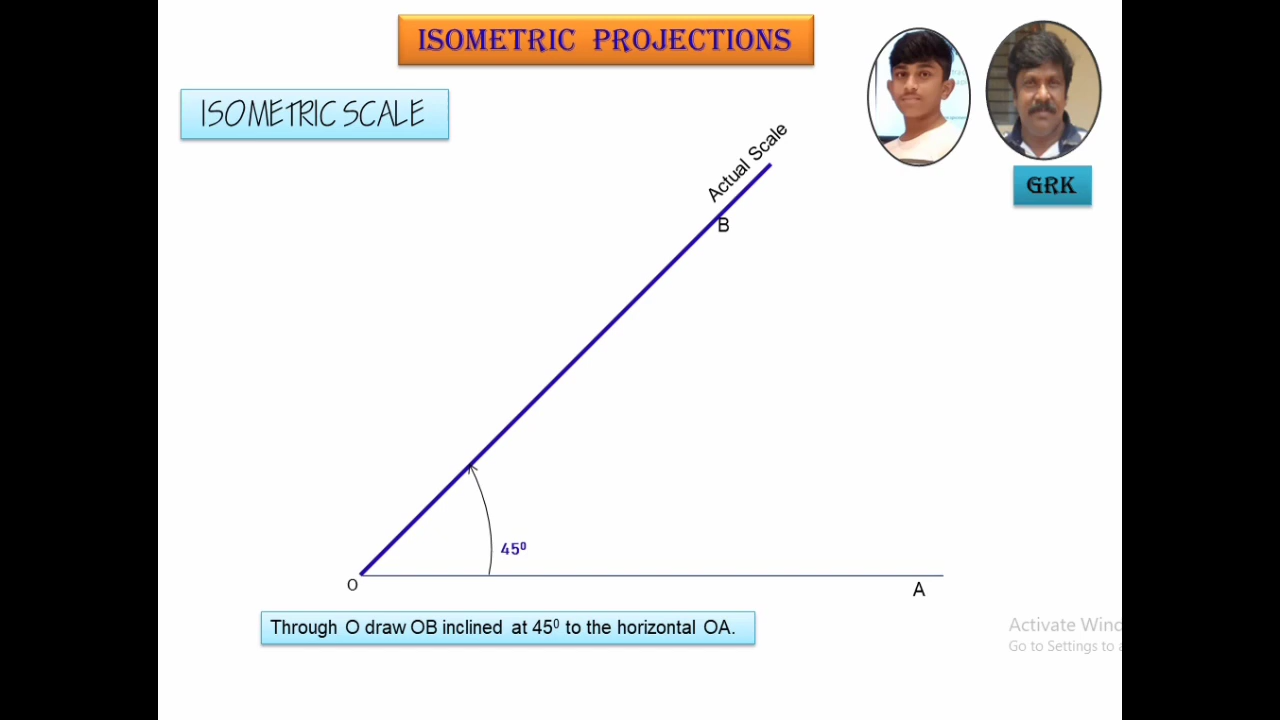 ISOMETRIC PROJECTIONS
ISOMETRIC SCALE
GRK
Actual Scale
B
45⁰
O
A
Through O draw OB inclined at 45⁰ to the horizontal OA.
Activate Winc
Go to Settings to a